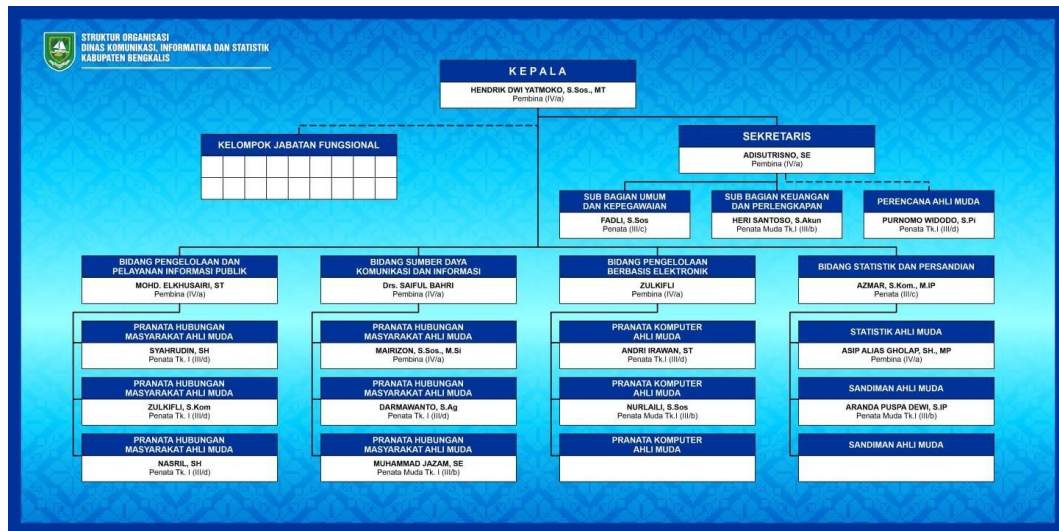 STRUKTUR ORGANISASI
DINAS KOMUNIKASI, INFORMATIKA DAN STATISTIK
KABUPATEN BENGKALIS
K E P A L A
HENDRIK DWI YATMOKO, S.Sos., MT
Pembina (IV/a)
KELOMPOK JABATAN FUNGSIONAL
SEKRETARIS
ADISUTRISNO, SE
Pembina (IV/a)
SUB BAGIAN UMUM
DAN KEPEGAWAIAN
FADLI, S.Sos
Penata (III/c)
SUB BAGIAN KEUANGAN
DAN PERLENGKAPAN
HERI SANTOSO, S.Akun
Penata Muda Tk.I (III/b)
PERENCANA AHLI MUDA
PURNOMO WIDODO, S.Pi
Penata Tk.I (III/d)
BIDANG PENGELOLAAN DAN
PELAYANAN INFORMASI PUBLIK
MOHD. ELKHUSAIRI, ST
Pembina (IV/a)
PRANATA HUBUNGAN
MASYARAKAT AHLI MUDA
SYAHRUDIN, SH
Penata Tk. I (III/d)
PRANATA HUBUNGAN
MASYARAKAT AHLI MUDA
ZULKIFLI, S.Kom
Penata Tk. I (III/d)
PRANATA HUBUNGAN
MASYARAKAT AHLI MUDA
NASRIL, SH
Penata Tk. I (III/d)
BIDANG SUMBER DAYA
KOMUNIKASI DAN INFORMASI
Drs. SAIFUL BAHRI
Pembina (IV/a)
PRANATA HUBUNGAN
MASYARAKAT AHLI MUDA
MAIRIZON, S.Sos., M.Si
Pembina (IV/a)
PRANATA HUBUNGAN
MASYARAKAT AHLI MUDA
DARMAWANTO, S.Ag
Penata Tk. I (III/d)
PRANATA HUBUNGAN
MASYARAKAT AHLI MUDA
MUHAMMAD JAZAM, SE
Penata Muda Tk.I (III/b)
BIDANG PENGELOLAAN
BERBASIS ELEKTRONIK
ZULKIFLI
Pembina (IV/a)
PRANATA KOMPUTER
AHLI MUDA
ANDRI IRAWAN, ST
Penata Tk.I (III/d)
PRANATA KOMPUTER
AHLI MUDA
NURLAILI, S.Sos
Penata Muda Tk.I (III/b)
PRANATA KOMPUTER
AHLI MUDA
BIDANG STATISTIK DAN PERSANDIAN
AZMAR, S.Kom., M.IP
Penata (III/c)
STATISTIK AHLI MUDA
ASIP ALIAS GHOLAP, SH., MP
Pembina (IV/a)
SANDIMAN AHLI MUDA
ARANDA PUSPA DEWI, S.IP
Penata Muda Tk.I (III/b)
SANDIMAN AHLI MUDA